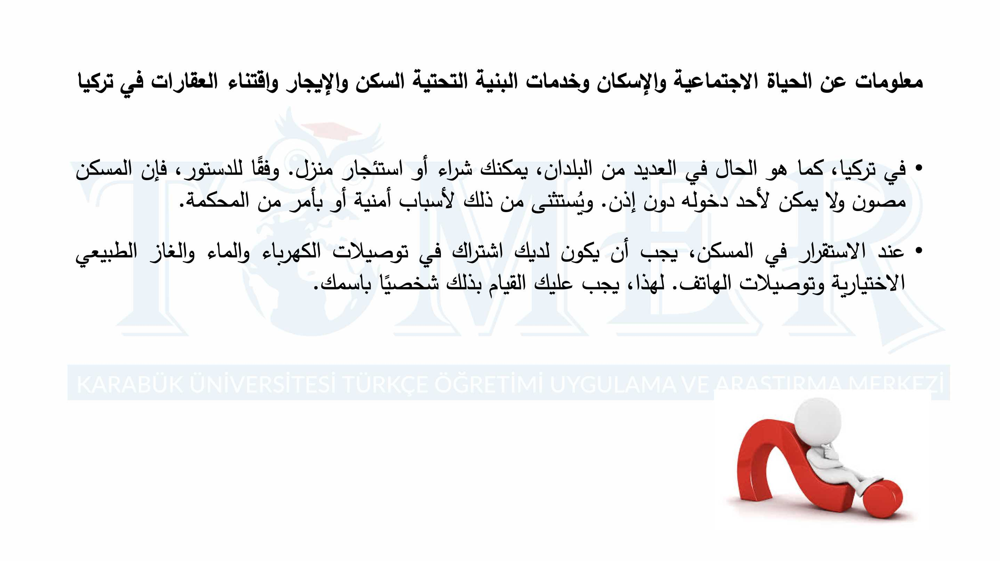 معلومات عن الحياة الاجتماعية والإسكان وخدمات البنية التحتية السكن والإيجار واقتناء العقارات في تركيا
• في تركيا، كما هو الحال في العديد من البلدان، يمكنك شراء أو استئجار منزل. وفقًا للدستور، فإن المسكن
مصون ولا يمكن لأحد دخوله دون إذن. ويُستثنى من ذلك لأسباب أمنية أو بأمر من المحكمة.
• عند الاستقرار في المسكن، يجب أن يكون لديك اشتراك في توصيلات الكهرباء والماء والغاز الطبيعي
الاختيارية وتوصيلات الهاتف. لهذا، يجب عليك القيام بذلك شخصيًا باسمك.
TÖMER
KARABÜK ÜNİVERSİTESİ TÜRKÇE ÖĞRETİMİ UYGULAMA VE ARASTIRMA MERKEZİ